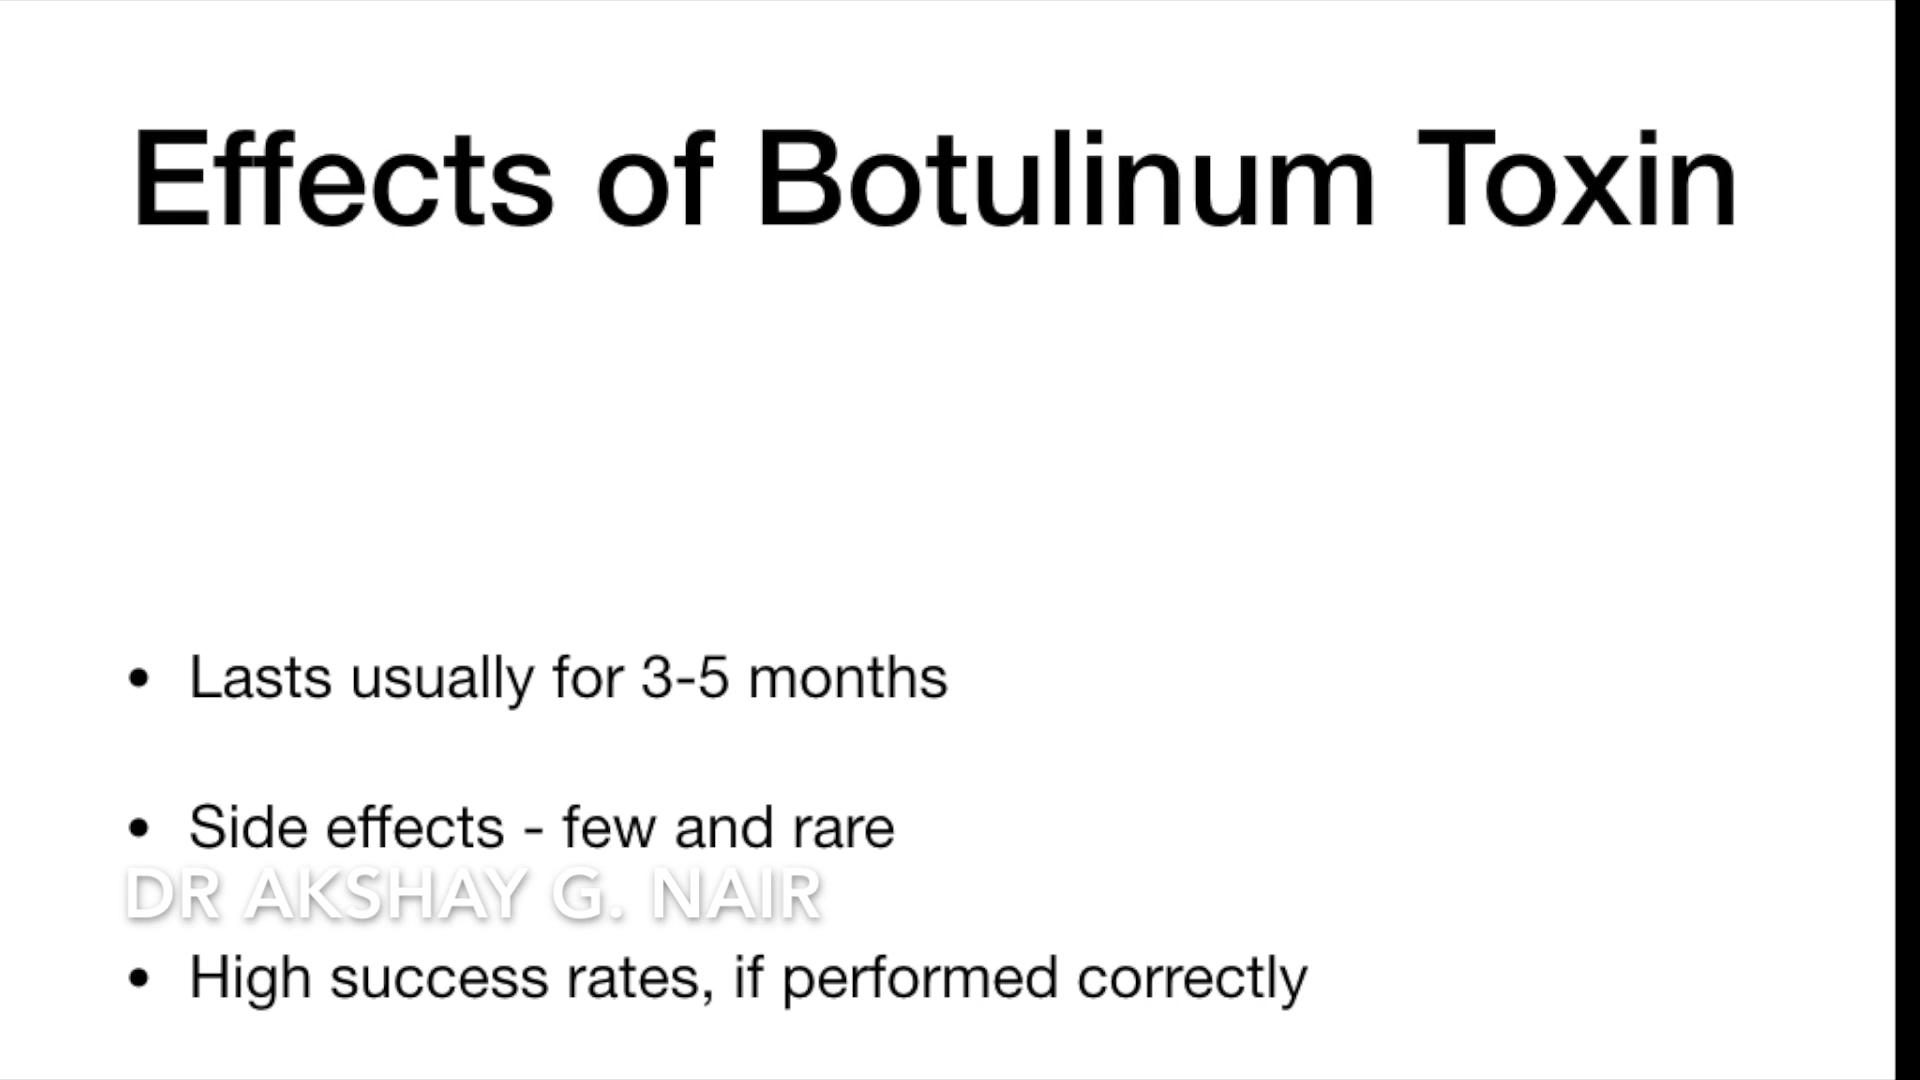 Effects of Botulinum Toxin
• Lasts usually for 3-5 months
• Side effects - few and rare
DR AKSHAY G. NAIR
• High success rates, if performed correctly